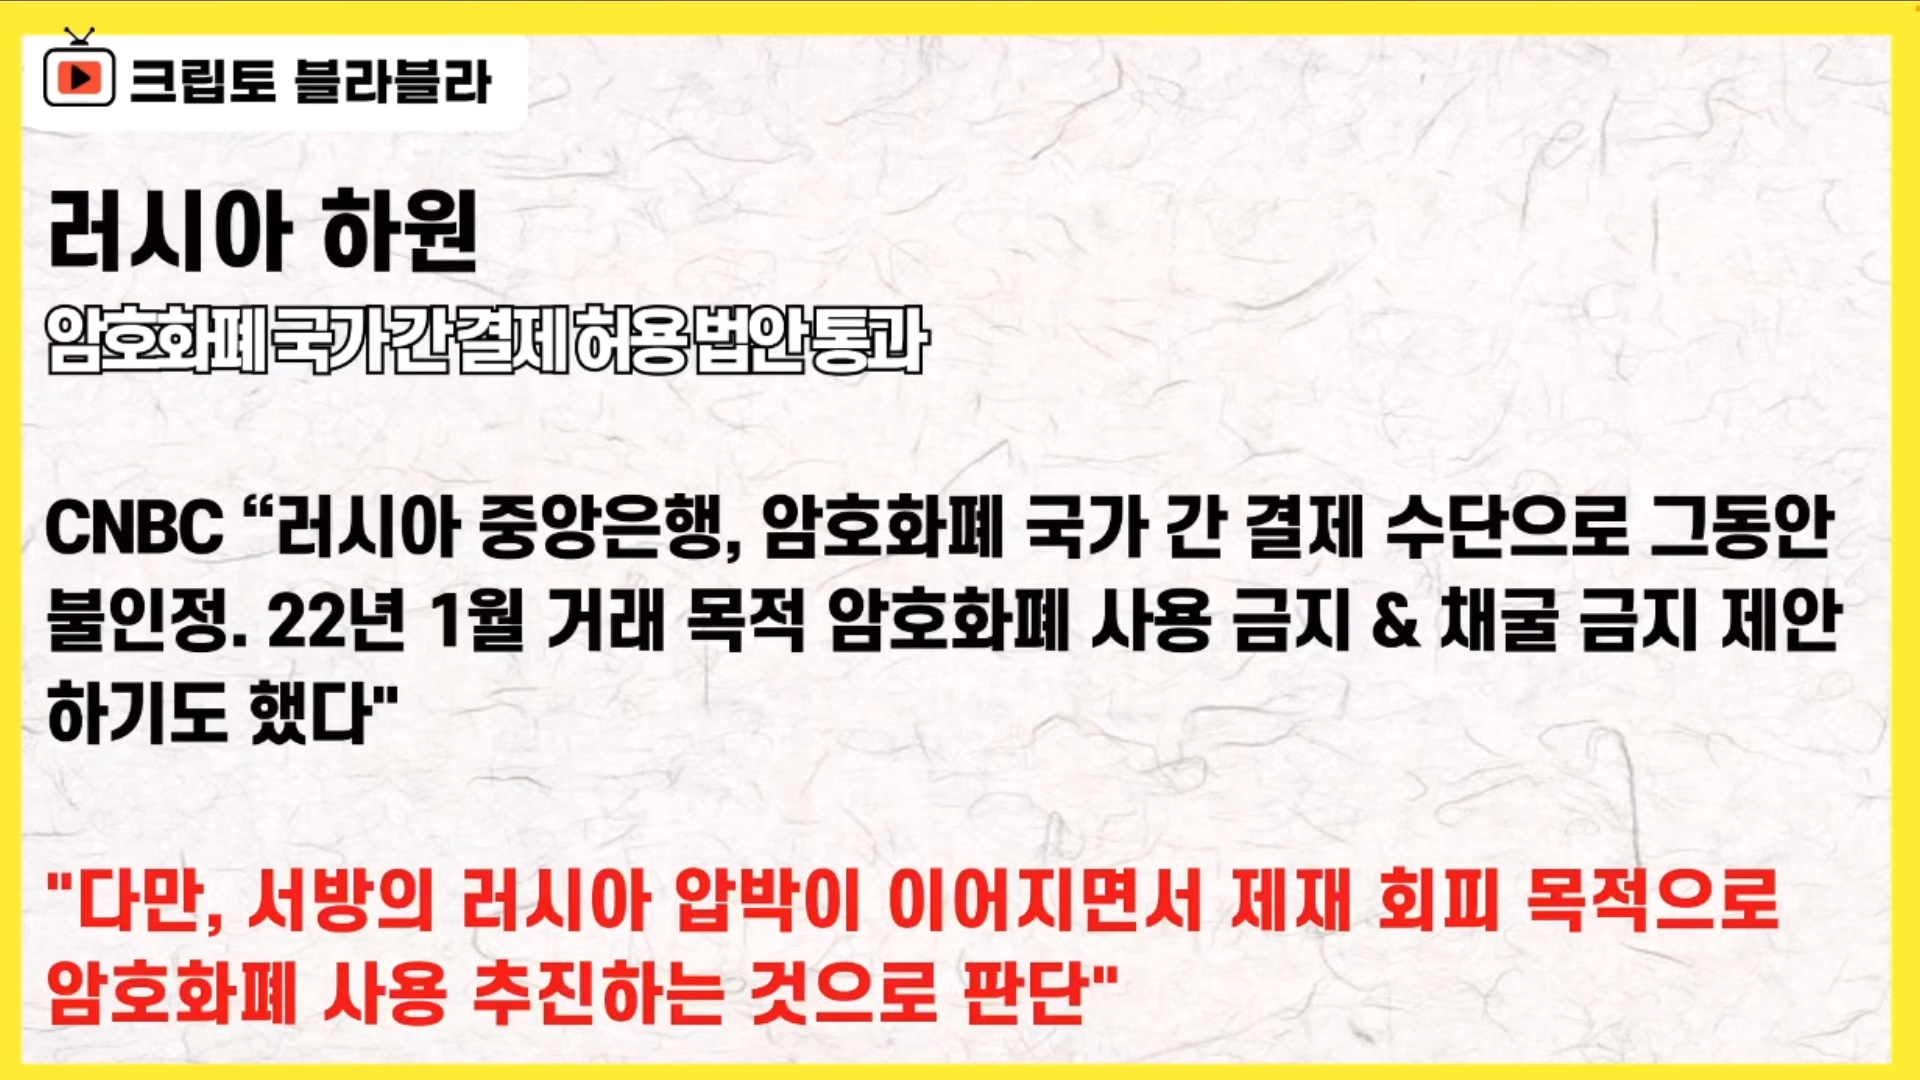 크립토 블라블라
러시아 하원
암호화폐 국가 간 결제 허용 법안 통과
CNBC “러시아 중앙은행, 암호화폐 국가 간 결제 수단으로 그동안
불인정. 22년 1월 거래 목적 암호화폐 사용 금지 & 채굴 금지 제안
하기도 했다"
"다만, 서방의 러시아 압박이 이어지면서 제재 회피 목적으로
암호화폐 사용 추진하는 것으로 판단"